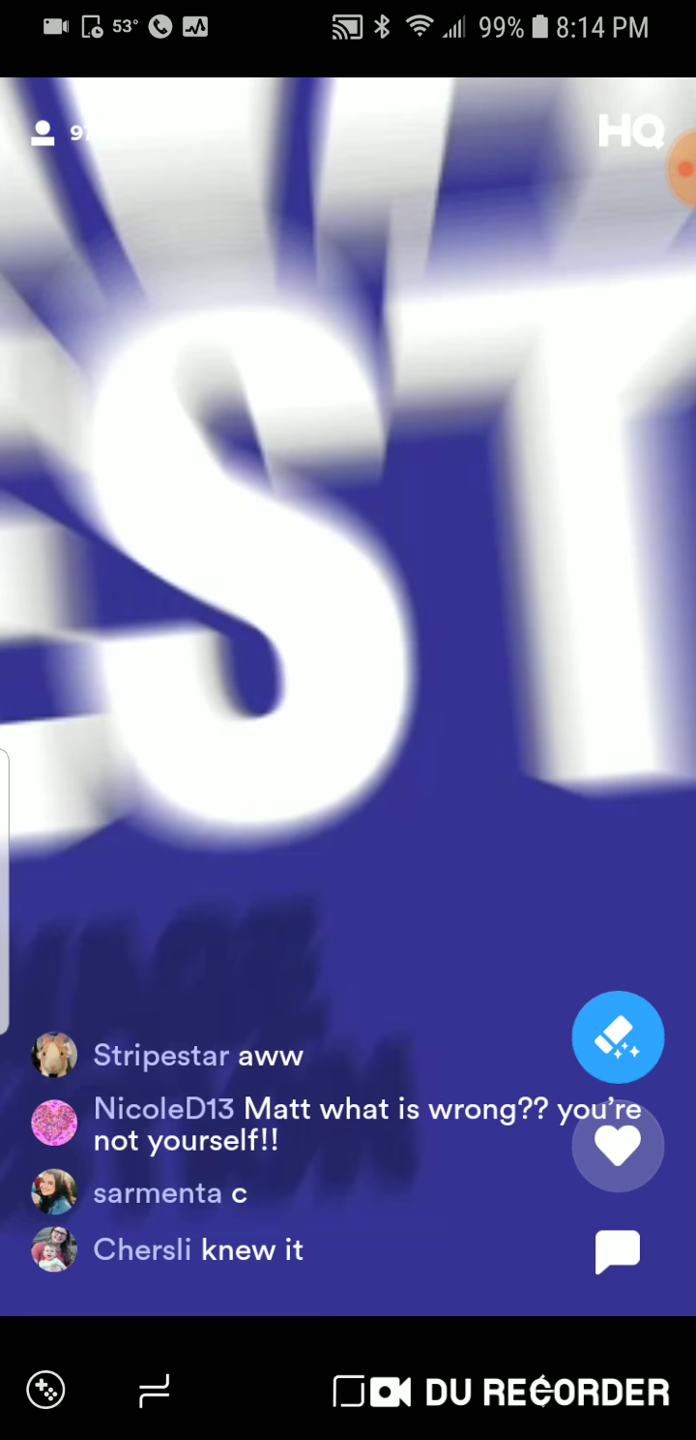 53° 99% 8:14 PM
HQ
EST
Stripestar aww
NicoleD13 Matt what is wrong?? you’re
not yourself!!
sarmenta c
Chersli knew it
DU RECORDER